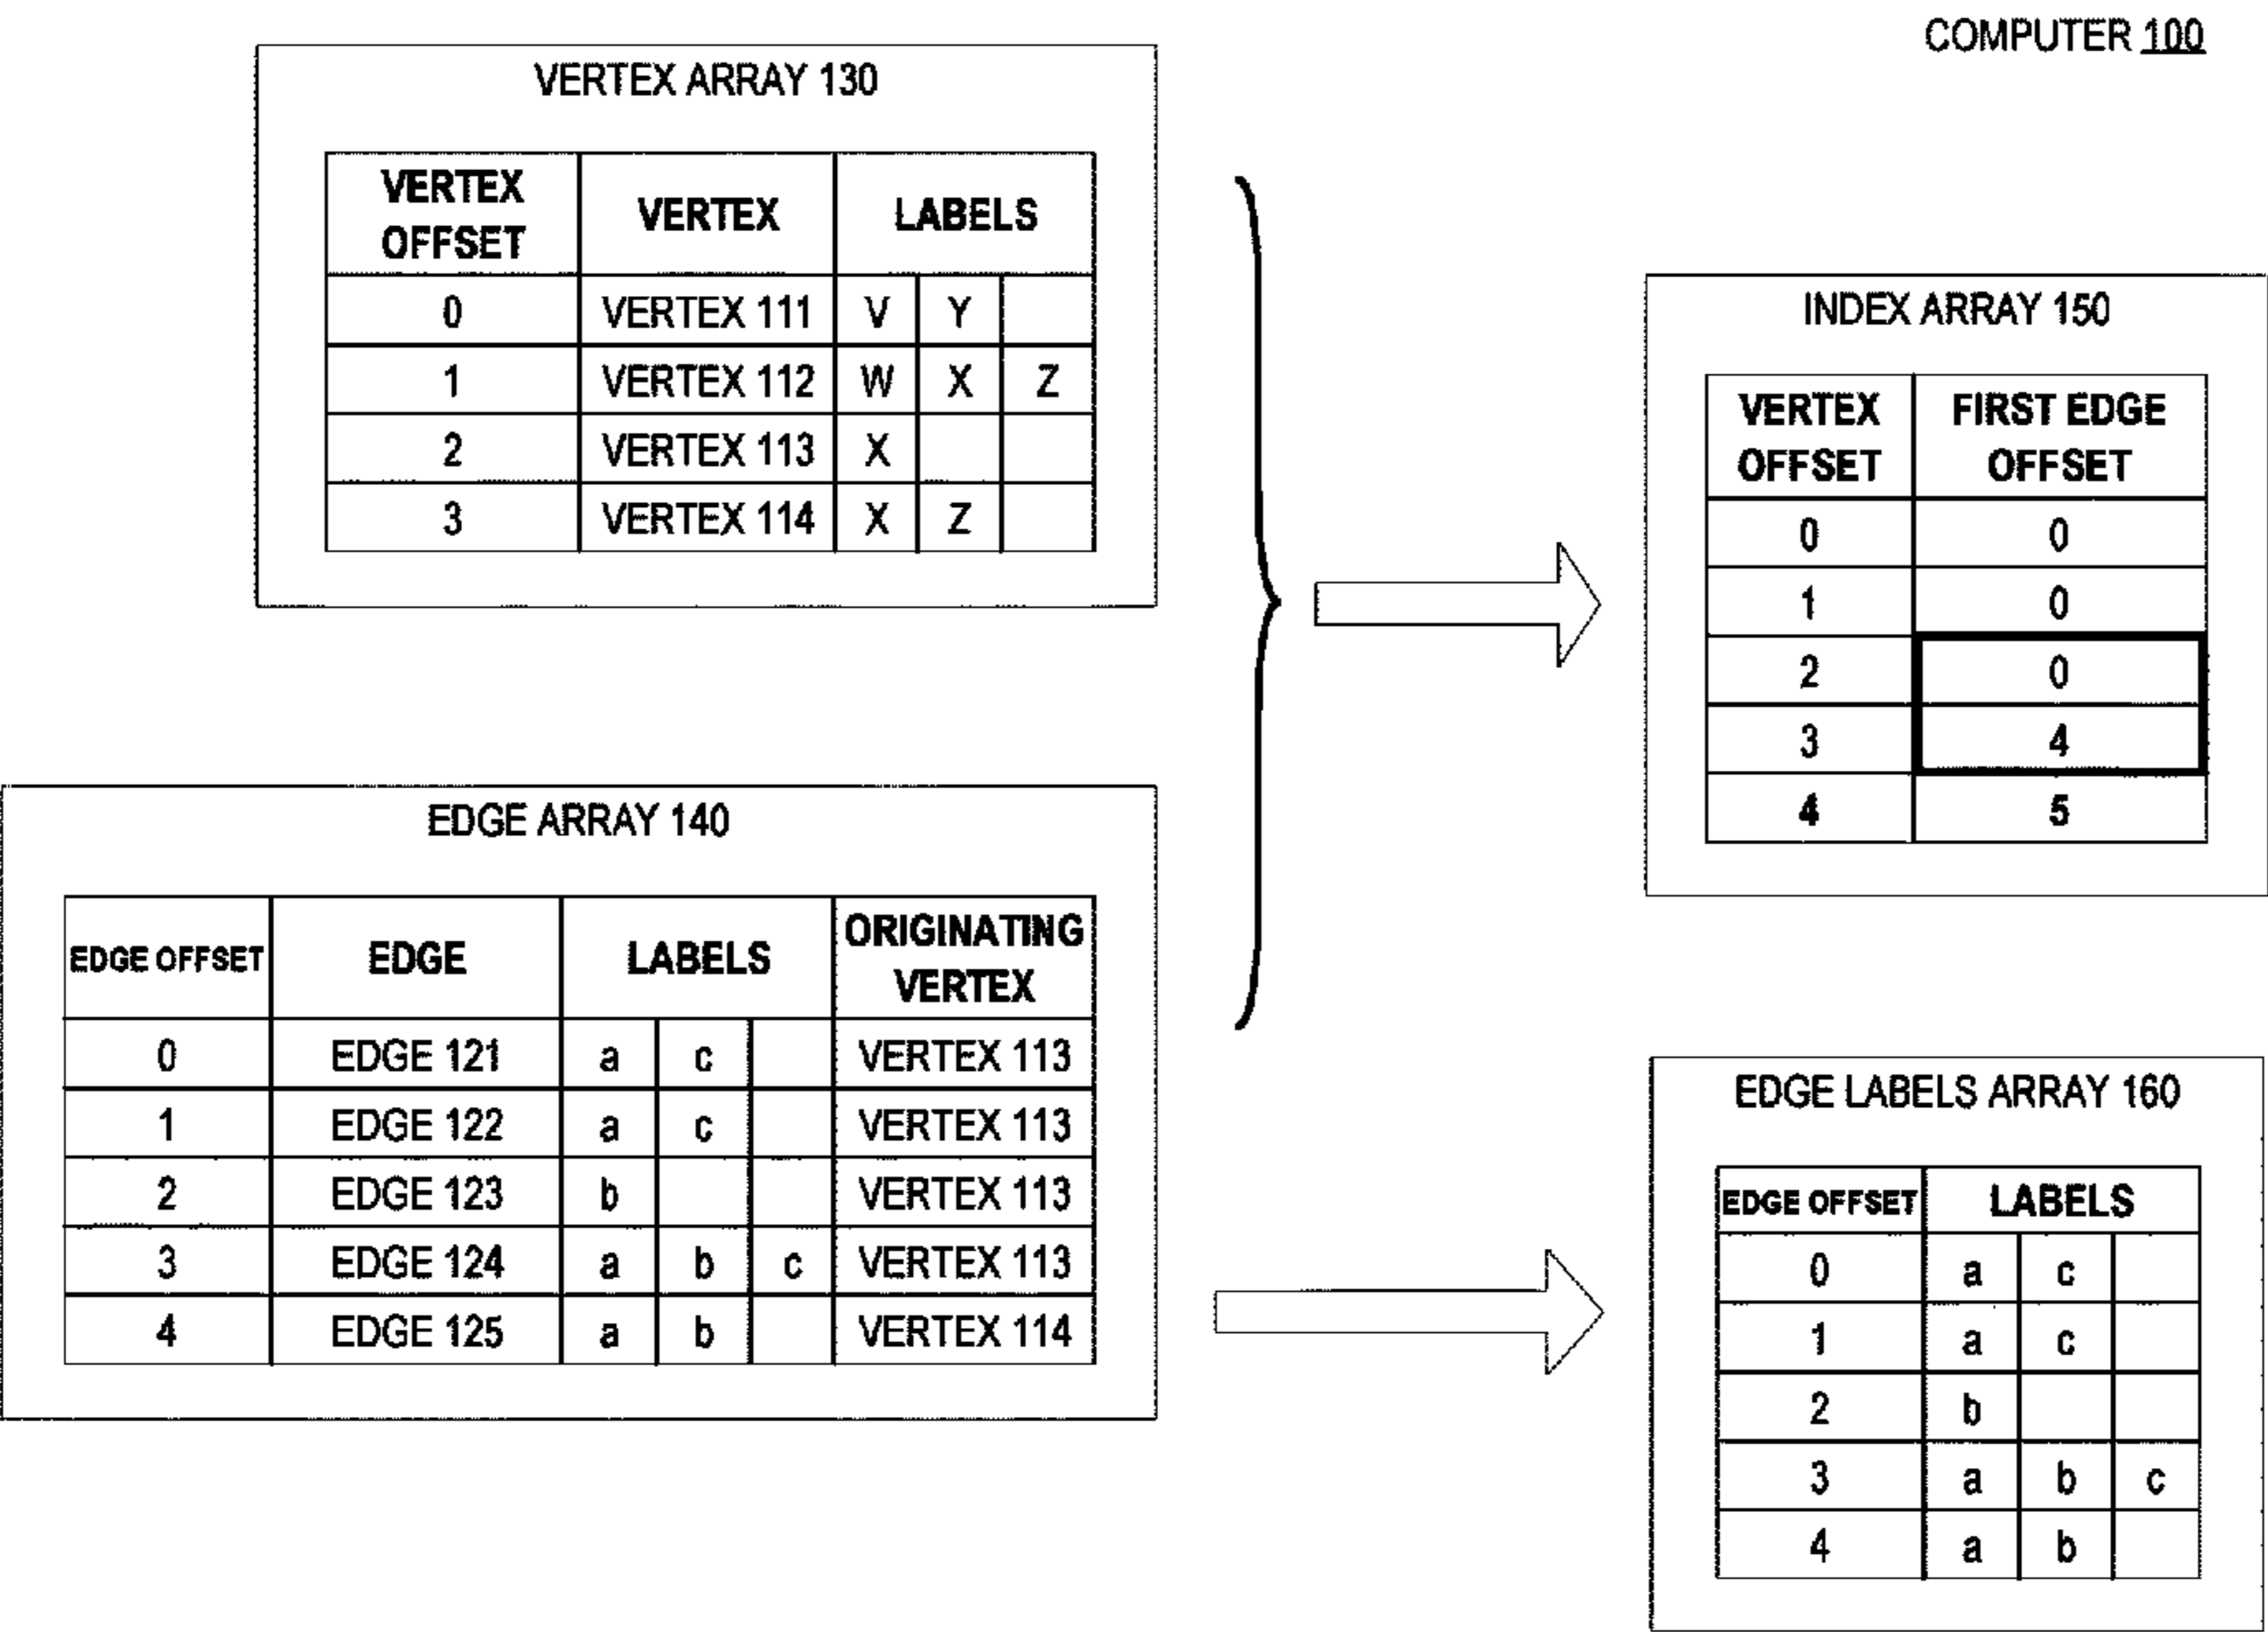 COMPUTER 100
VERTEX ARRAY 130
VERTEX OFFSET VERTEX LABELS
0 VERTEX 111 V Y
1 VERTEX 112 W X Z
2 VERTEX 113 X
3 VERTEX 114 X Z
INDEX ARRAY 150
VERTEX OFFSET FIRST EDGE OFFSET
0 0
1 0
2 0
3 4
4 5
EDGE ARRAY 140
EDGE OFFSET EDGE LABELS ORIGINATING VERTEX
0 EDGE 121 a c VERTEX 113
1 EDGE 122 a c VERTEX 113
2 EDGE 123 b VERTEX 113
3 EDGE 124 a b c VERTEX 113
4 EDGE 125 a b VERTEX 114
EDGE LABELS ARRAY 160
EDGE OFFSET LABELS
0 a c
1 a c
2 b
3 a b c
4 a b